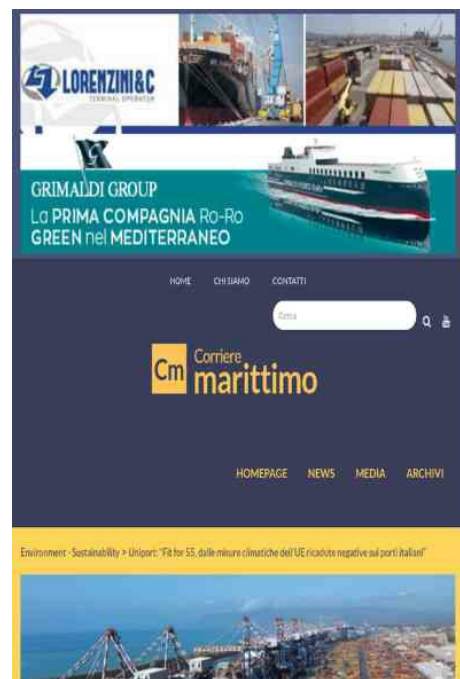 LORENZINI&C
TERMINAL OPERATOR
GRIMALDI GROUP
La PRIMA COMPAGNIA Ro-Ro
GREEN nel MEDITERRANEO
HOME CHI SIAMO CONTATTI
Cerca
Cm Corriere
marittimo
HOMEPAGE NEWS MEDIA ARCHIVI
Environment - Sustainability > Uniport: "Fit for 55, dalle misure climatiche dell'UE ricadute negative sui porti italiani"